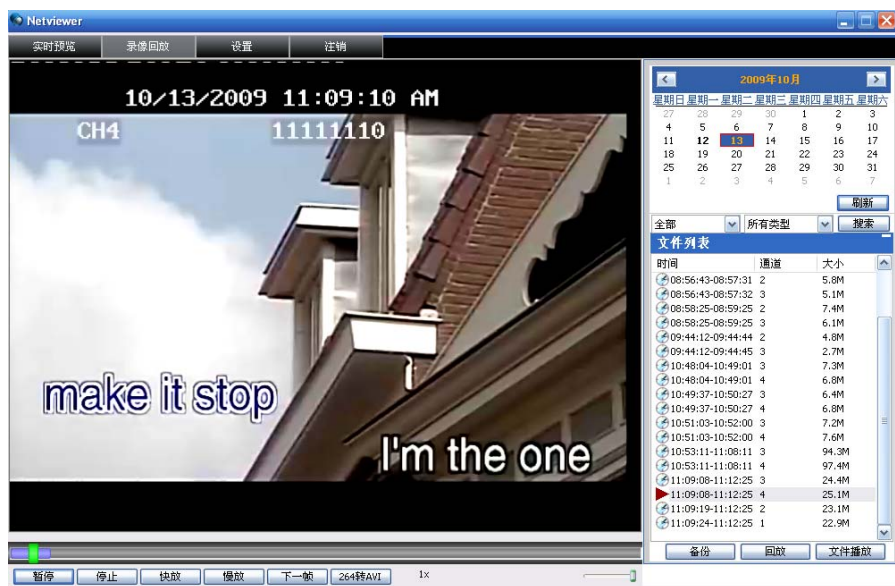 Netviewer
实时预览 录像回放 设置 注销
10/13/2009 11:09:10 AM
CH4 11111110
make it stop
I'm the one
2009年10月
星期日 星期一 星期二 星期三 星期四 星期五 星期六
27 28 29 30 1 2 3
4 5 6 7 8 9 10
11 12 13 14 15 16 17
18 19 20 21 22 23 24
25 26 27 28 29 30 31
1 2 3 4 5 6 7
刷新
全部 所有类型 搜索
文件列表
时间 通道 大小
08:56:43-08:57:31 2 5.8M
08:56:43-08:57:32 3 5.1M
08:58:25-08:59:25 2 7.4M
08:58:25-08:59:25 3 6.1M
09:44:12-09:44:44 2 4.8M
09:44:12-09:44:45 3 2.7M
10:48:04-10:49:01 3 7.3M
10:48:04-10:49:01 4 6.8M
10:49:37-10:50:27 3 6.4M
10:49:37-10:50:27 4 6.8M
10:51:03-10:52:00 3 7.2M
10:51:03-10:52:00 4 7.6M
10:53:11-11:08:11 3 94.3M
10:53:11-11:08:11 4 97.4M
11:09:08-11:12:25 3 24.4M
11:09:08-11:12:25 4 25.1M
11:09:19-11:12:25 2 23.1M
11:09:24-11:12:25 1 22.9M
备份 回放 文件播放
暂停 停止 快放 慢放 下一帧 264转AVI 1x